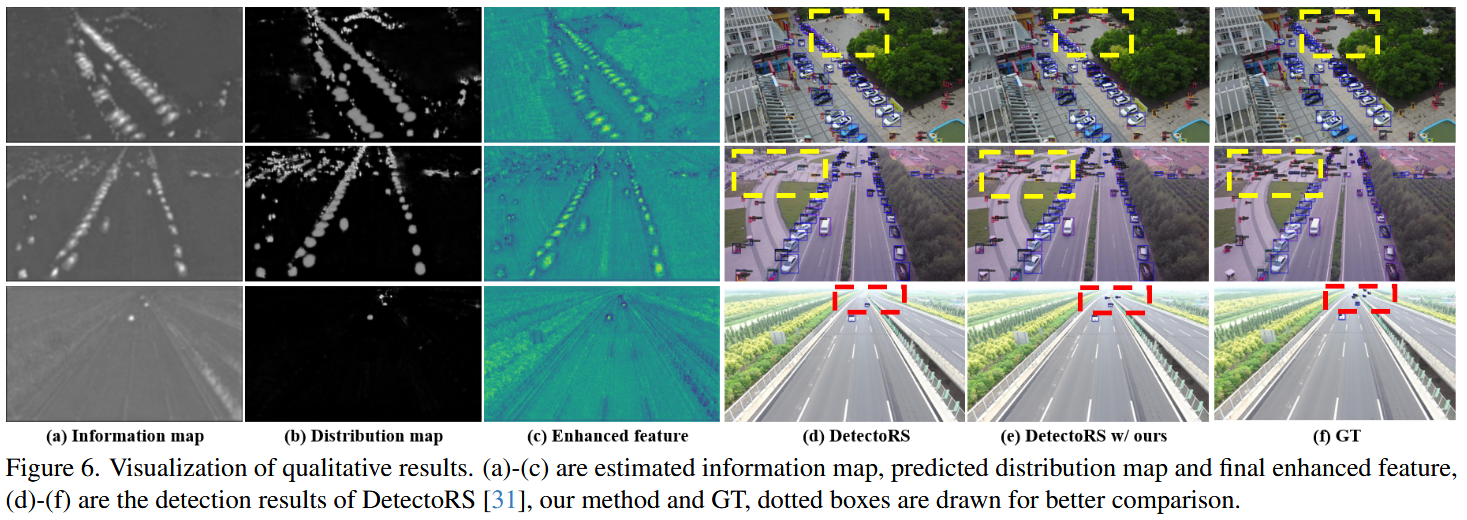 (a) Information map (b) Distribution map (c) Enhanced feature (d) DetectoRS (e) DetectoRS w/ ours (f) GT
Figure 6. Visualization of qualitative results. (a)-(c) are estimated information map, predicted distribution map and final enhanced feature,
(d)-(f) are the detection results of DetectoRS [31], our method and GT, dotted boxes are drawn for better comparison.